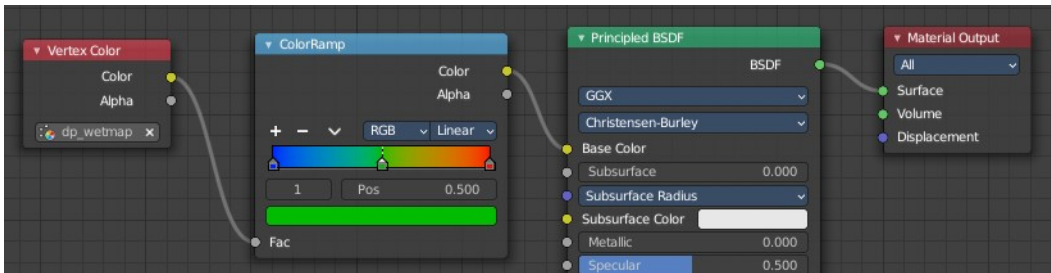 Vertex Color
Color
Alpha
dp_wetmap
ColorRamp
Color
Alpha
RGB Linear
1 Pos 0.500
Fac
Principled BSDF
BSDF
GGX
Christensen-Burley
Base Color
Subsurface 0.000
Subsurface Radius
Subsurface Color
Metallic 0.000
Specular 0.500
Material Output
All
Surface
Volume
Displacement